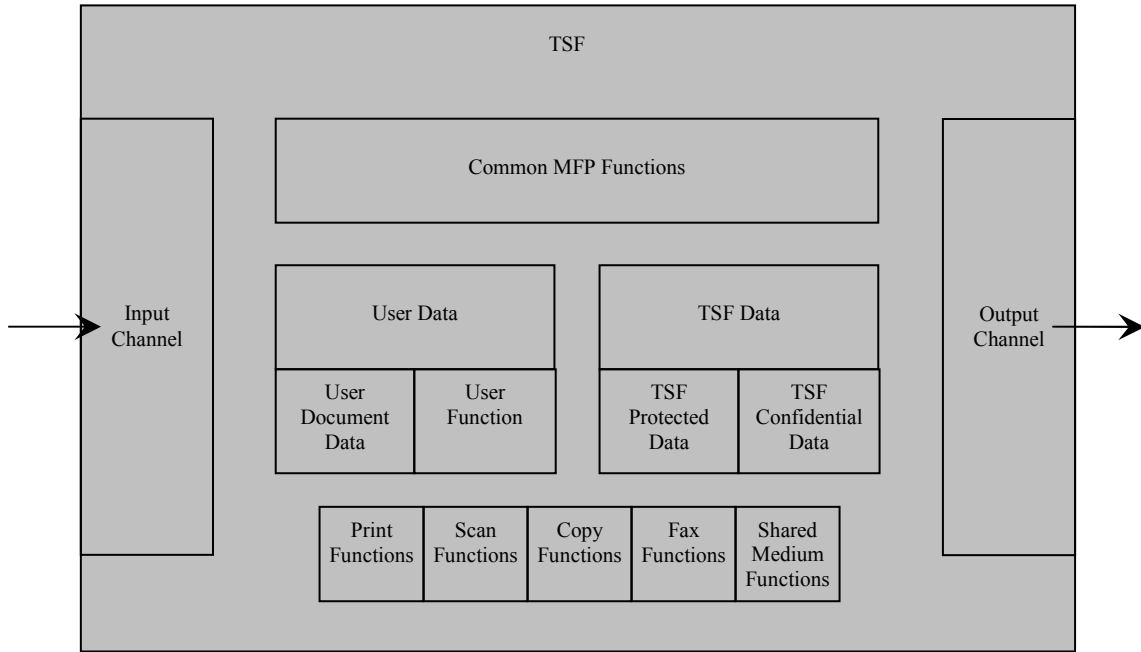 TSF
Common MFP Functions
Input
Channel
User Data
TSF Data
Output
Channel
User
Document
Data
User
Function
TSF
Protected
Data
TSF
Confidential
Data
Print
Functions
Scan
Functions
Copy
Functions
Fax
Functions
Shared
Medium
Functions